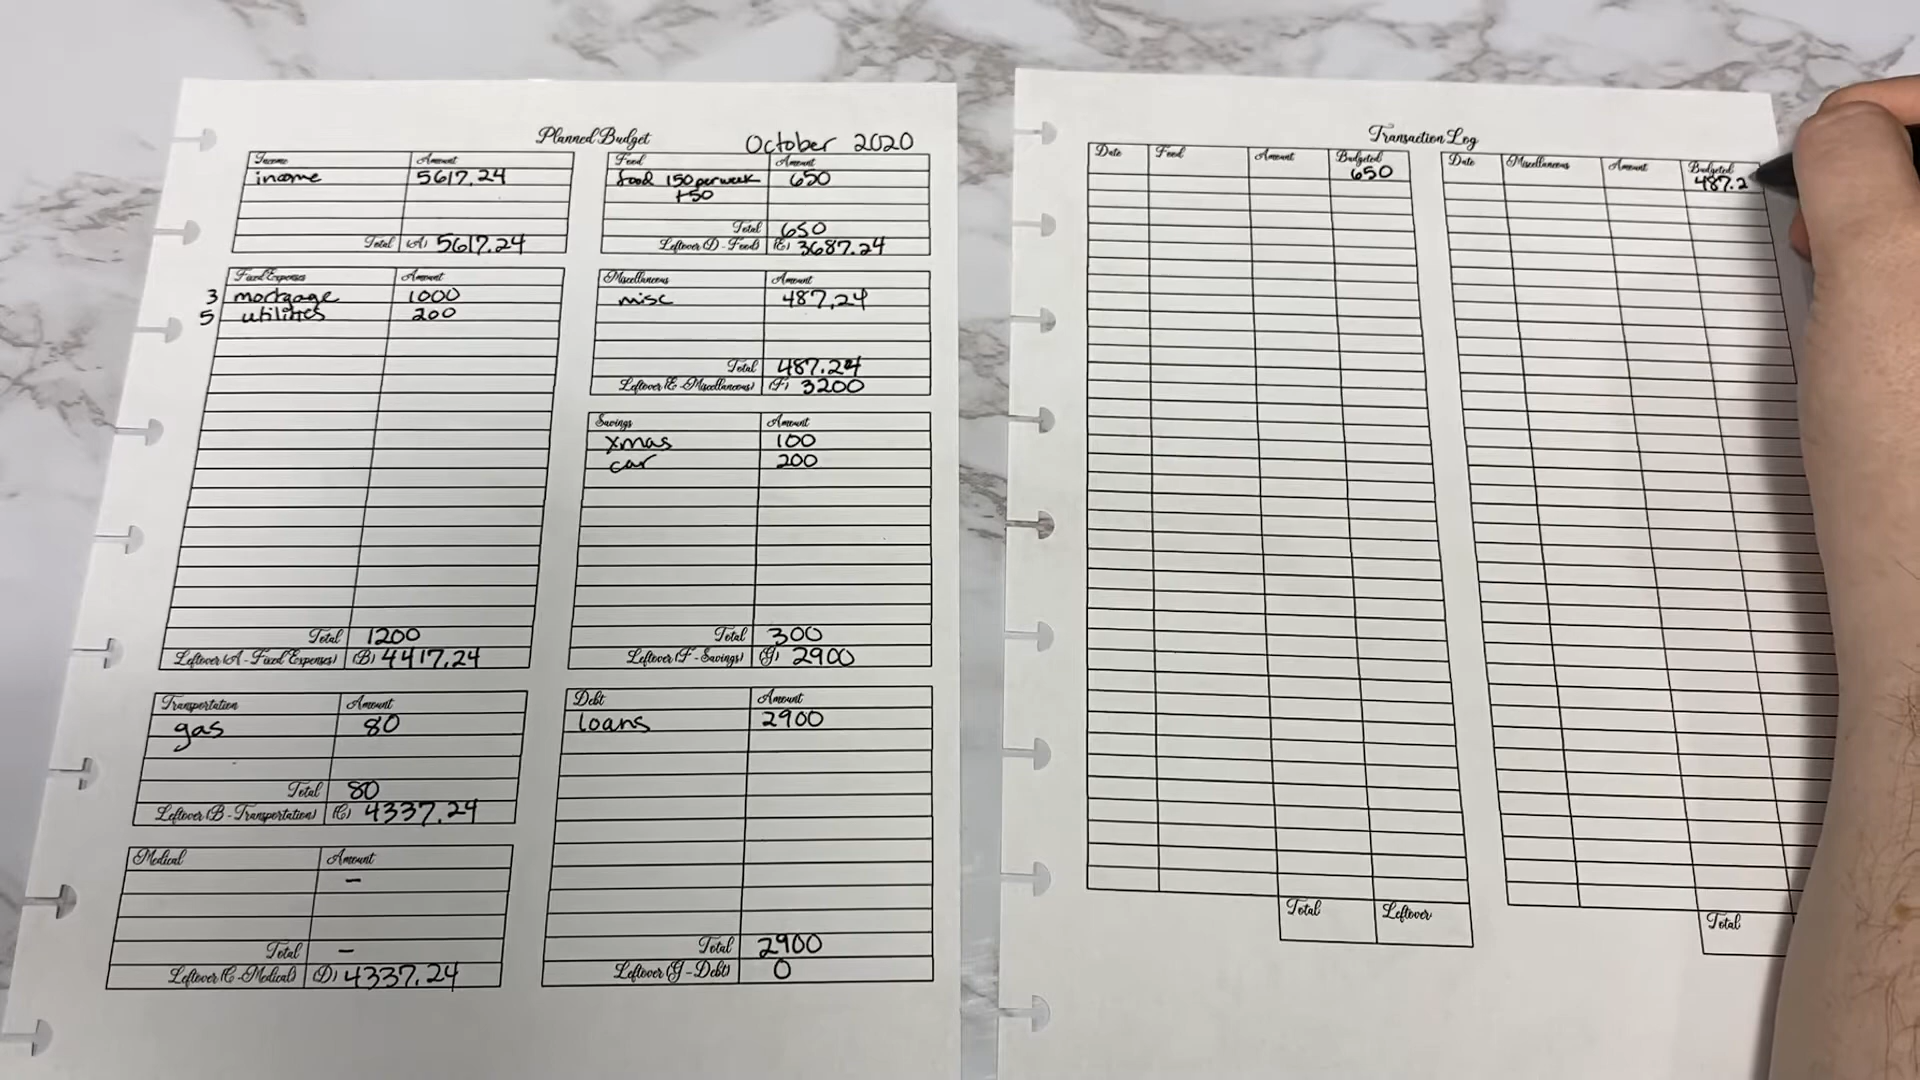 Planned Budget October 2020
Income Amount
income 5617.24
Total (A) 5617.24
Fixed Expenses Amount
3 mortgage 1000
5 utilities 200
Total 1200
Leftover (A - Fixed Expenses) (B) 4417.24
Transportation Amount
gas 80
Total 80
Leftover (B - Transportation) (C) 4337.24
Medical Amount
—
Total —
Leftover (C - Medical) (D) 4337.24
Food Amount
food 150 per week 650
+50
Total 650
Leftover (D - Food) (E) 3687.24
Miscellaneous Amount
misc 487.24
Total 487.24
Leftover (E - Miscellaneous) (F) 3200
Savings Amount
xmas 100
car 200
Total 300
Leftover (F - Savings) (G) 2900
Debt Amount
loans 2900
Total 2900
Leftover (G - Debt) 0
Transaction Log
Date Food Amount Budgeted
650
Total Leftover
Date Miscellaneous Amount Budgeted
487.2
Total